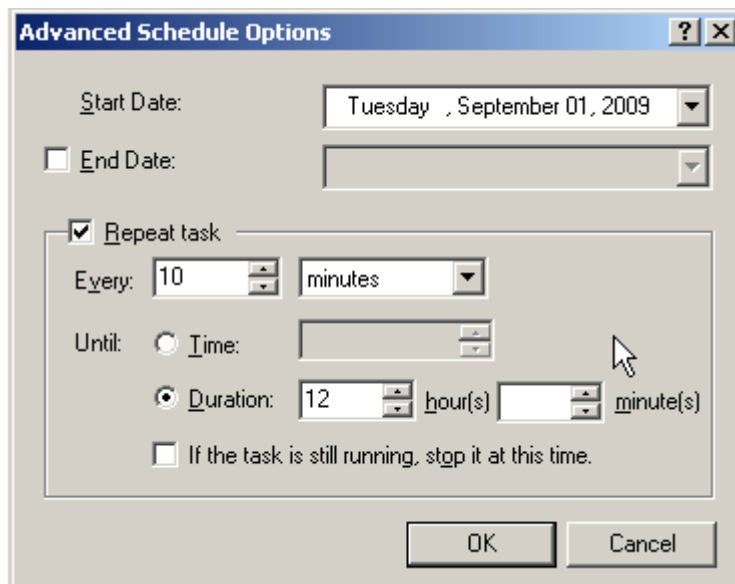 Advanced Schedule Options
Start Date: Tuesday , September 01, 2009
End Date:
Repeat task
Every: 10 minutes
Until: Time:
Duration: 12 hour(s) minute(s)
If the task is still running, stop it at this time.
OK Cancel